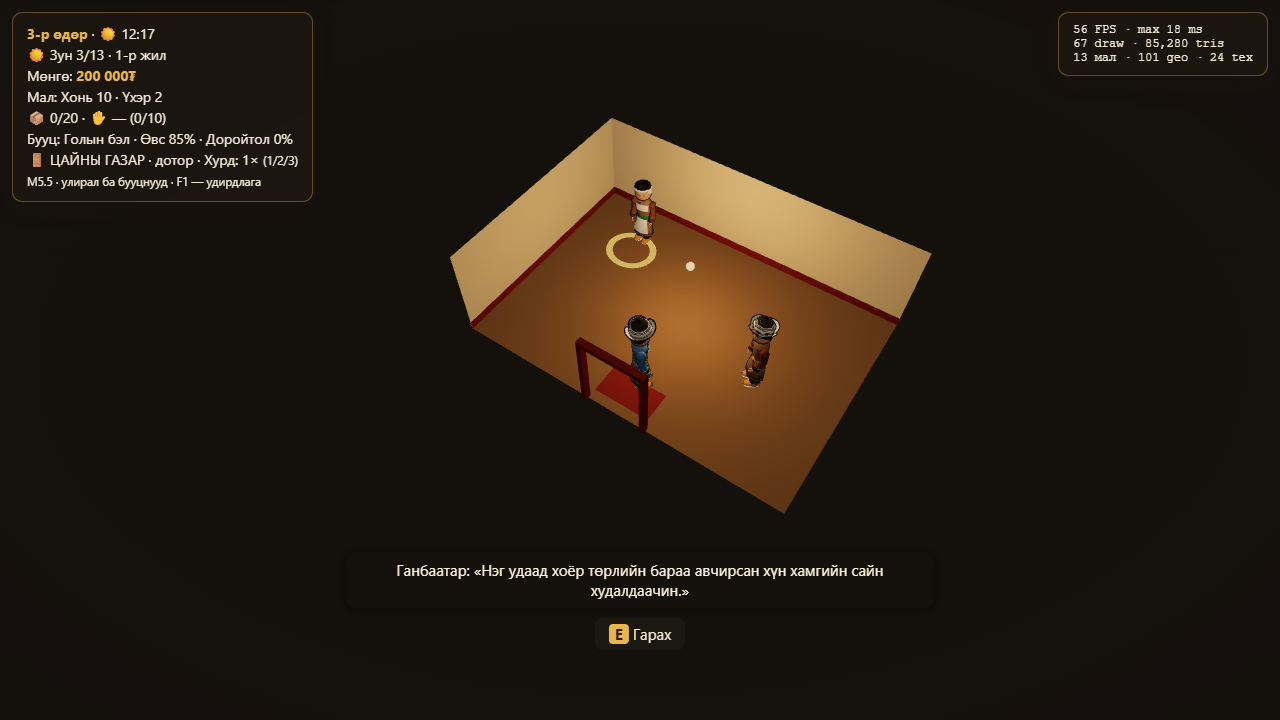 3-р өдөр · 12:17
Зун 3/13 · 1-р жил
Мөнгө: 200 000₮
Мал: Хонь 10 · Үхэр 2
0/20 · — (0/10)
Бууц: Голын бэл · Өвс 85% · Доройтол 0%
ЦАЙНЫ ГАЗАР · дотор · Хурд: 1× (1/2/3)
M5.5 · улирал ба бууцнууд · F1 — удирдлага
56 FPS · max 18 ms
67 draw · 85,280 tris
13 мал · 101 geo · 24 tex
Ганбаатар: «Нэг удаад хоёр төрлийн бараа авчирсан хүн хамгийн сайн
худалдаачин.»
E Гарах